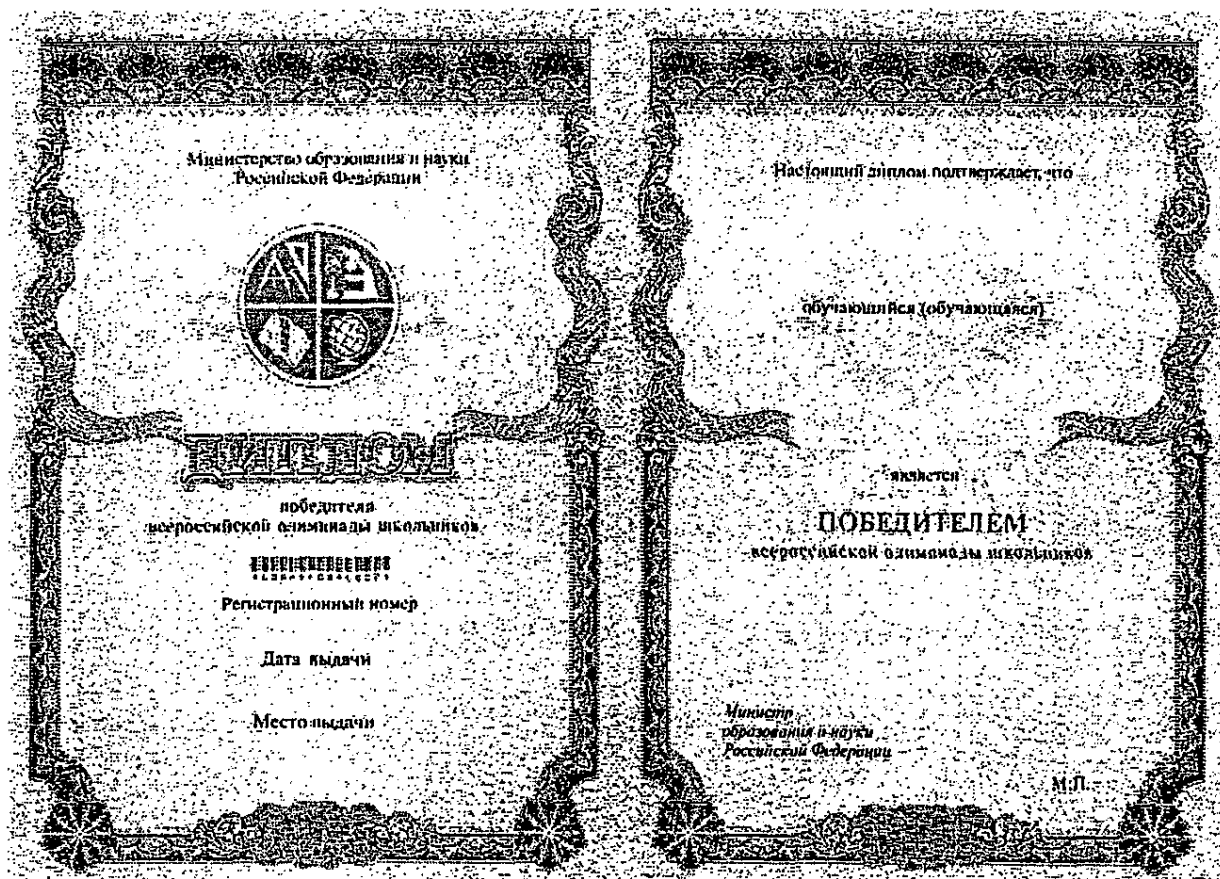 Министерство образования и науки
Российской Федерации
ДИПЛОМ
победителя
всероссийской олимпиады школьников
Регистрационный номер
Дата выдачи
Место выдачи
Настоящий диплом подтверждает, что
обучающийся (обучающаяся)
является
ПОБЕДИТЕЛЕМ
всероссийской олимпиады школьников
Министр
образования и науки
Российской Федерации
М.П.